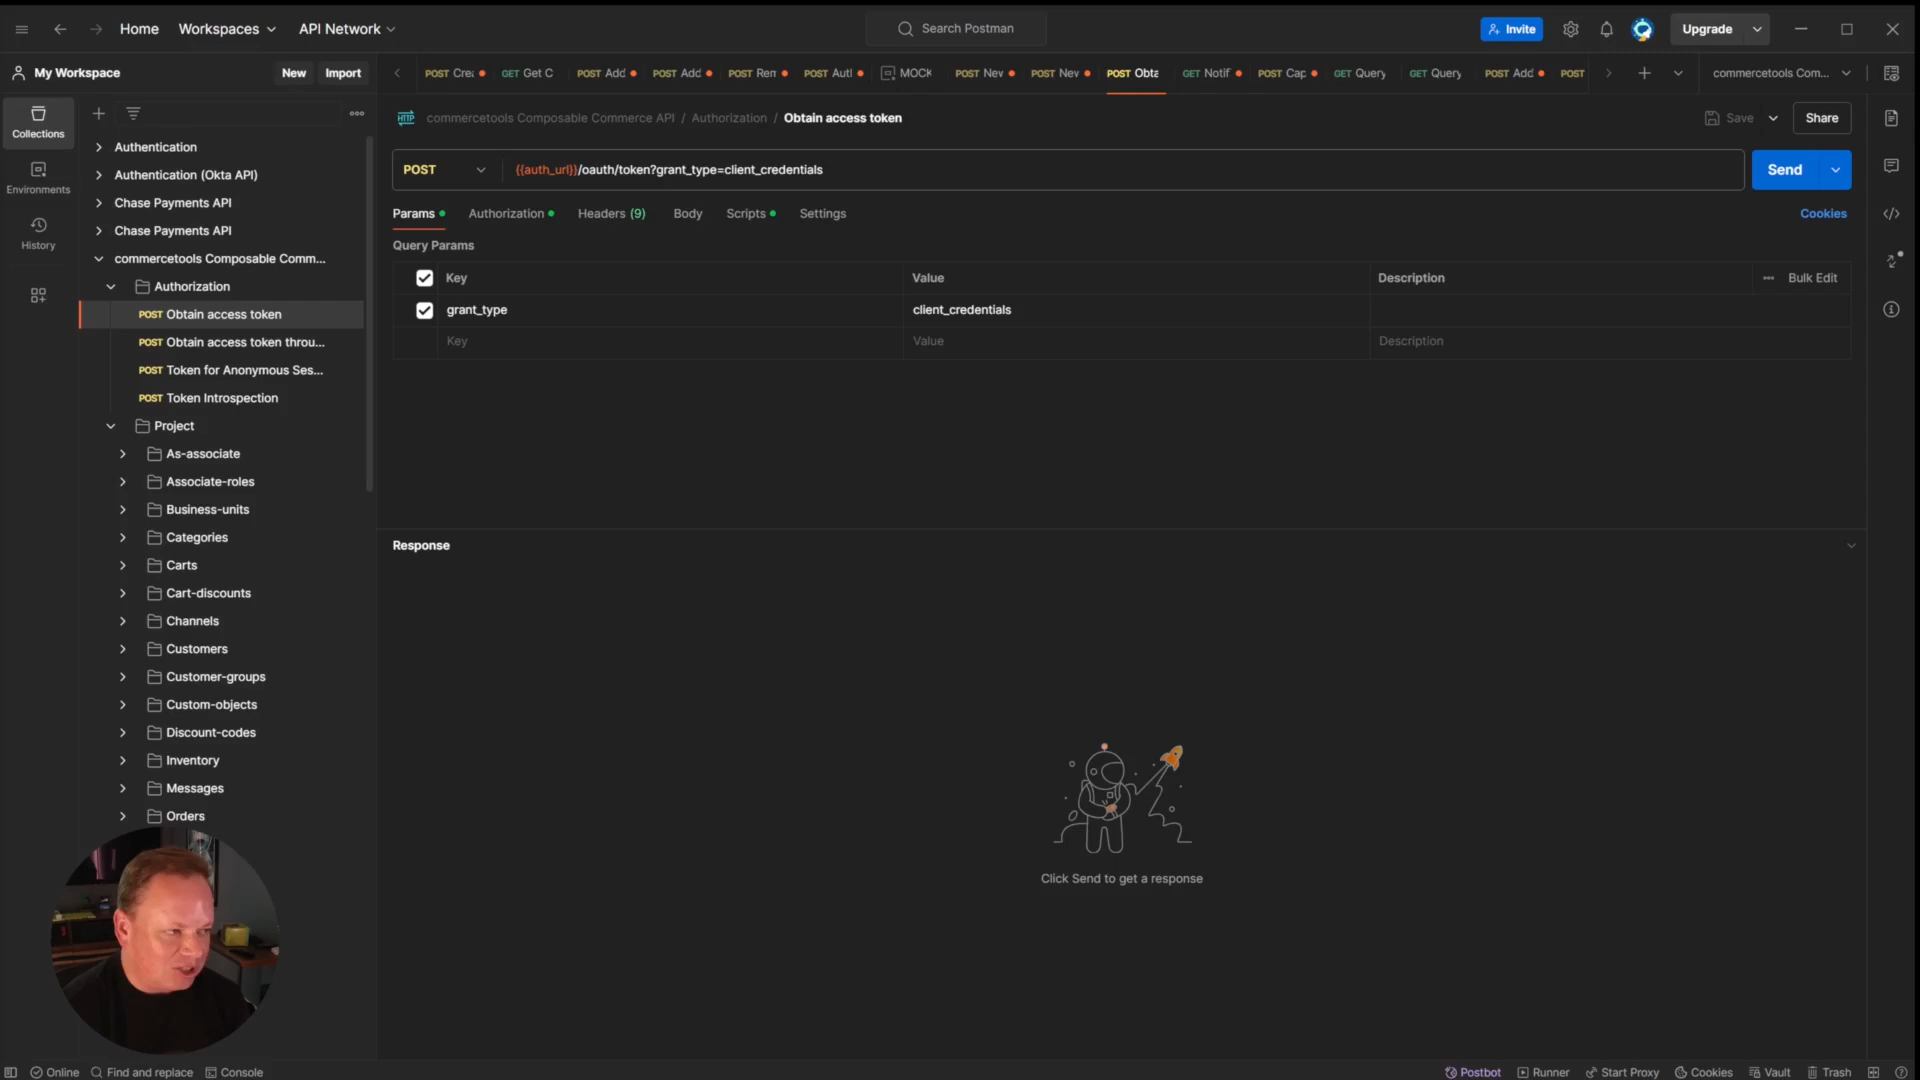 Home Workspaces API Network Search Postman Invite Upgrade
My Workspace New Import POST Crea GET Get C POST Add POST Add POST Rem POST Auth MOCK POST Nev POST Nev POST Obta GET Notif POST Cap GET Query GET Query POST Add POST commercetools Com...
Collections
Environments
History
Authentication
Authentication (Okta API)
Chase Payments API
Chase Payments API
commercetools Composable Comm...
Authorization
POST Obtain access token
POST Obtain access token throu...
POST Token for Anonymous Ses...
POST Token Introspection
Project
As-associate
Associate-roles
Business-units
Categories
Carts
Cart-discounts
Channels
Customers
Customer-groups
Custom-objects
Discount-codes
Inventory
Messages
Orders
HTTP commercetools Composable Commerce API / Authorization / Obtain access token Save Share
POST {{auth_url}}/oauth/token?grant_type=client_credentials Send
Params Authorization Headers (9) Body Scripts Settings Cookies
Query Params
Key Value Description Bulk Edit
grant_type client_credentials
Key Value Description
Response
Click Send to get a response
Online Find and replace Console Postbot Runner Start Proxy Cookies Vault Trash